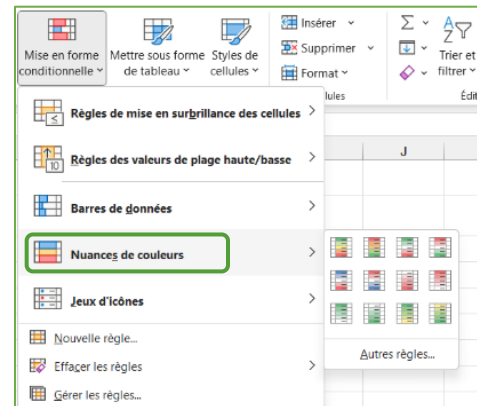 Insérer
Mise en forme conditionnelle
Mettre sous forme de tableau
Styles de cellules
Supprimer
Format
Trier et
filtrer
Règles de mise en surbrillance des cellules
Règles des valeurs de plage haute/basse
10
J
Barres de données
Nuances de couleurs
Jeux d'icônes
Autres règles...
Nouvelle règle...
Effacer les règles
Gérer les règles...